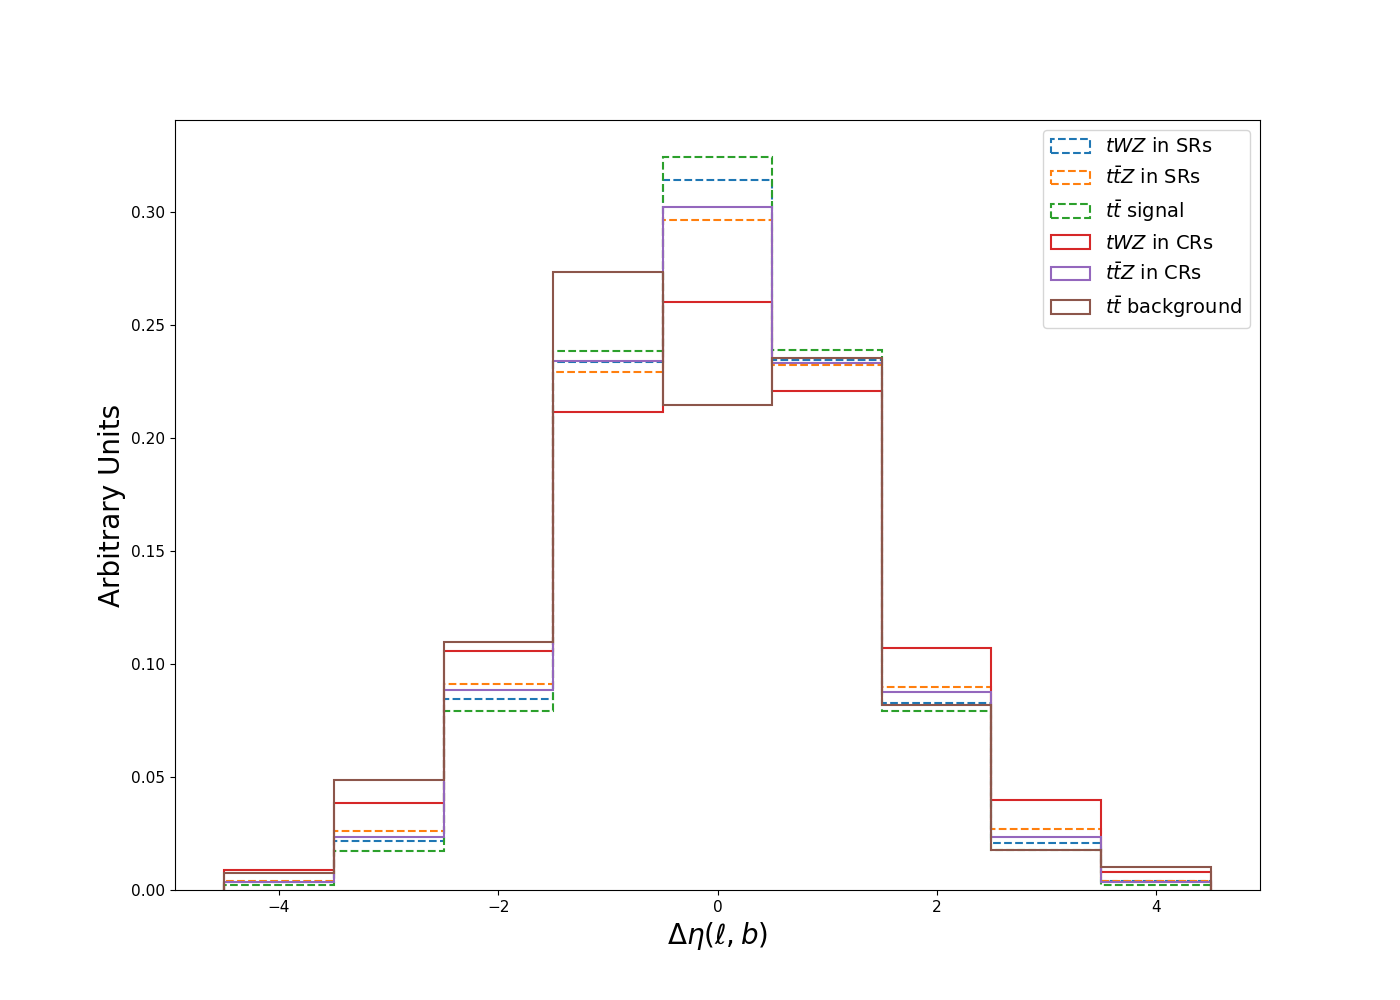 tWZ in SRs
tt̄Z in SRs
tt̄ signal
tWZ in CRs
tt̄Z in CRs
tt̄ background
0.30
0.25
0.20
0.15
0.10
0.05
0.00
Arbitrary Units
−4 −2 0 2 4
Δη(ℓ, b)